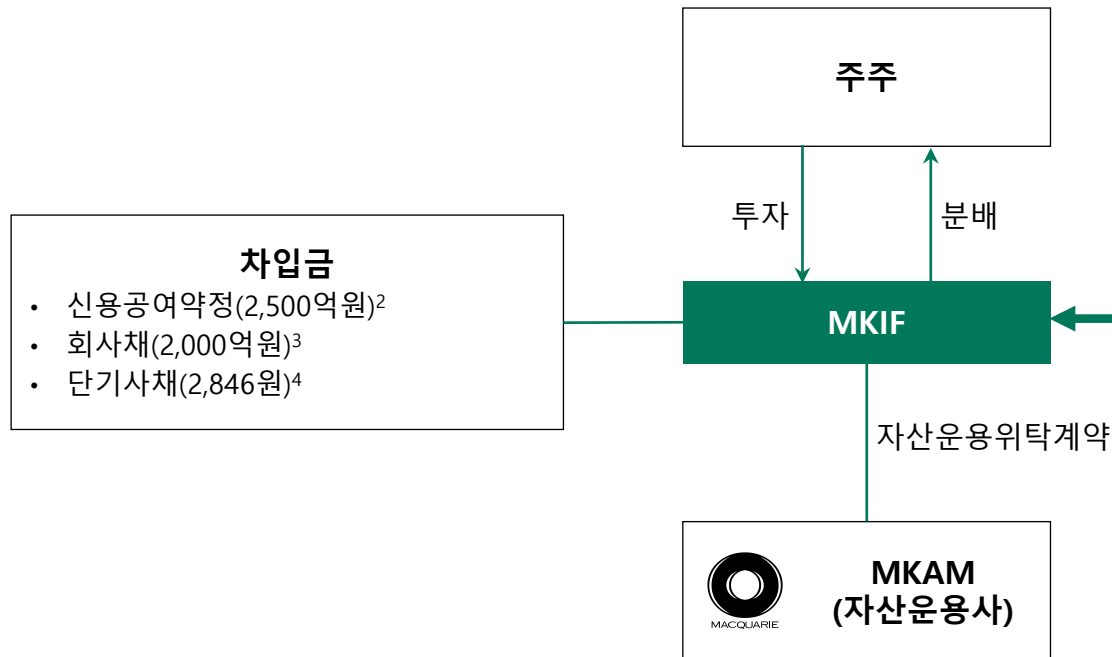 주주
투자
분배
차입금
• 신용공여약정(2,500억원)²
• 회사채(2,000억원)³
• 단기사채(2,846원)⁴
MKIF
자산운용위탁계약
MACQUARIE
MKAM
(자산운용사)